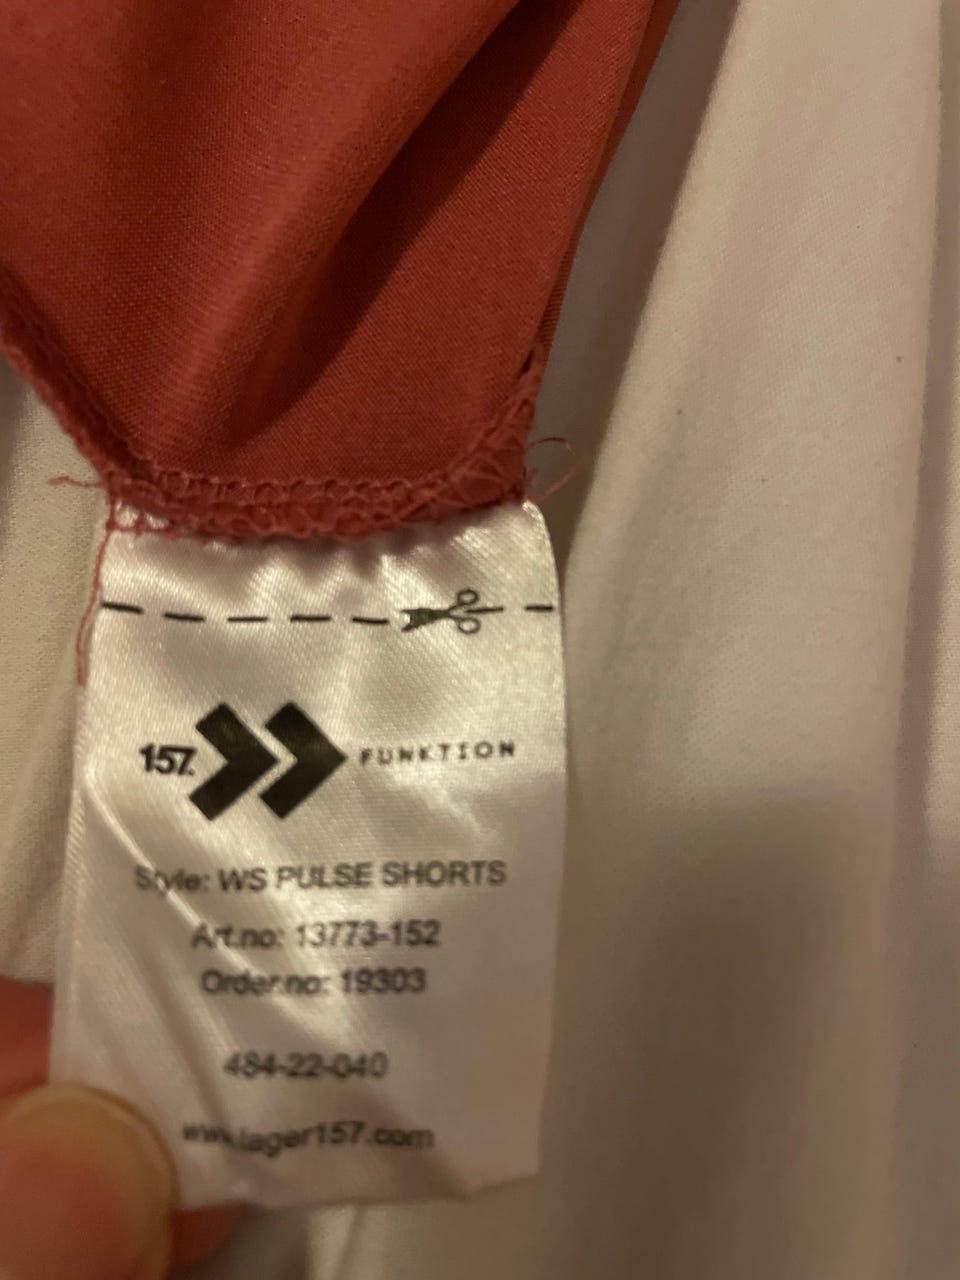 157. FUNKTION
Style: WS PULSE SHORTS
Art.no: 13773-152
Order.no: 19303
484-22-040
www.lager157.com